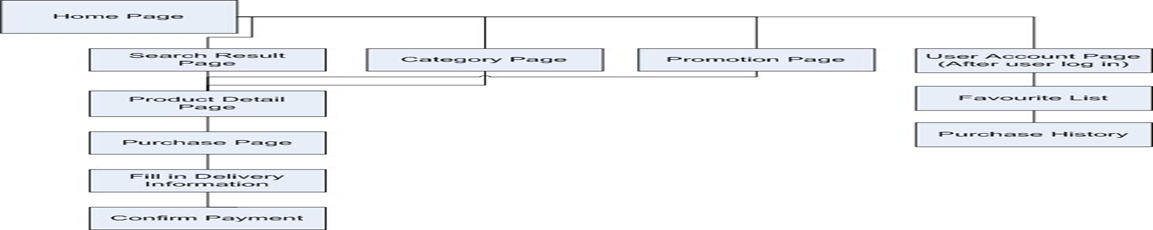 Home Page
Search Result
Page
Category Page
Promotion Page
User Account Page
(After user log in)
Product Detail
Page
Favourite List
Purchase Page
Purchase History
Fill in Delivery
Information
Confirm Payment